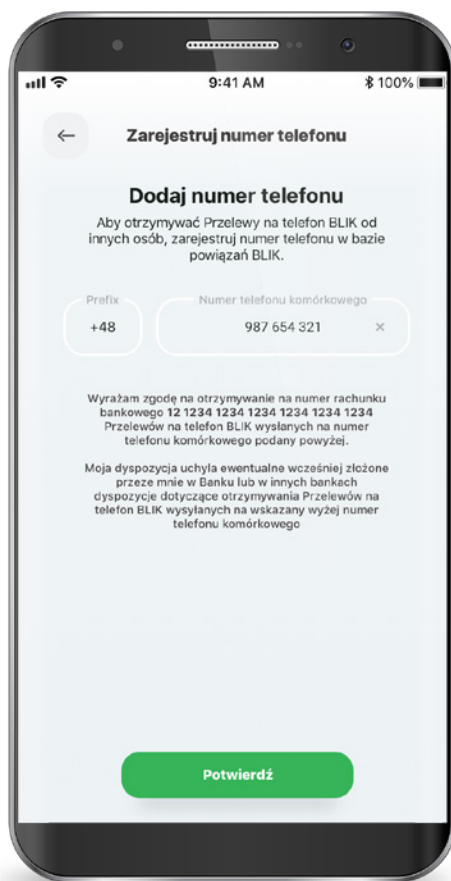 9:41 AM
100%
Zarejestruj numer telefonu
Dodaj numer telefonu
Aby otrzymywać Przelewy na telefon BLIK od
innych osób, zarejestruj numer telefonu w bazie
powiązań BLIK.
Prefix
Numer telefonu komórkowego
+48
987 654 321
Wyrażam zgodę na otrzymywanie na numer rachunku
bankowego 12 1234 1234 1234 1234 1234 1234
Przelewów na telefon BLIK wysłanych na numer
telefonu komórkowego podany powyżej.
Moja dyspozycja uchyla ewentualne wcześniej złożone
przeze mnie w Banku lub w innych bankach
dyspozycje dotyczące otrzymywania Przelewów na
telefon BLIK wysyłanych na wskazany wyżej numer
telefonu komórkowego
Potwierdź